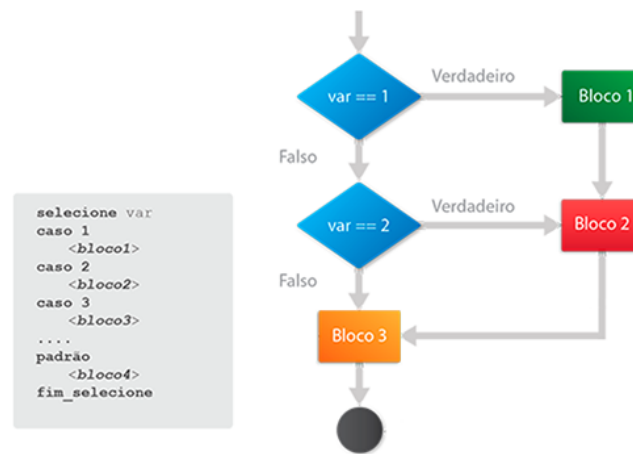 selecione var
caso 1
<bloco1>
caso 2
<bloco2>
caso 3
<bloco3>
....
padrão
<bloco4>
fim_selecione
var == 1
Verdadeiro
Bloco 1
Falso
var == 2
Verdadeiro
Bloco 2
Falso
Bloco 3